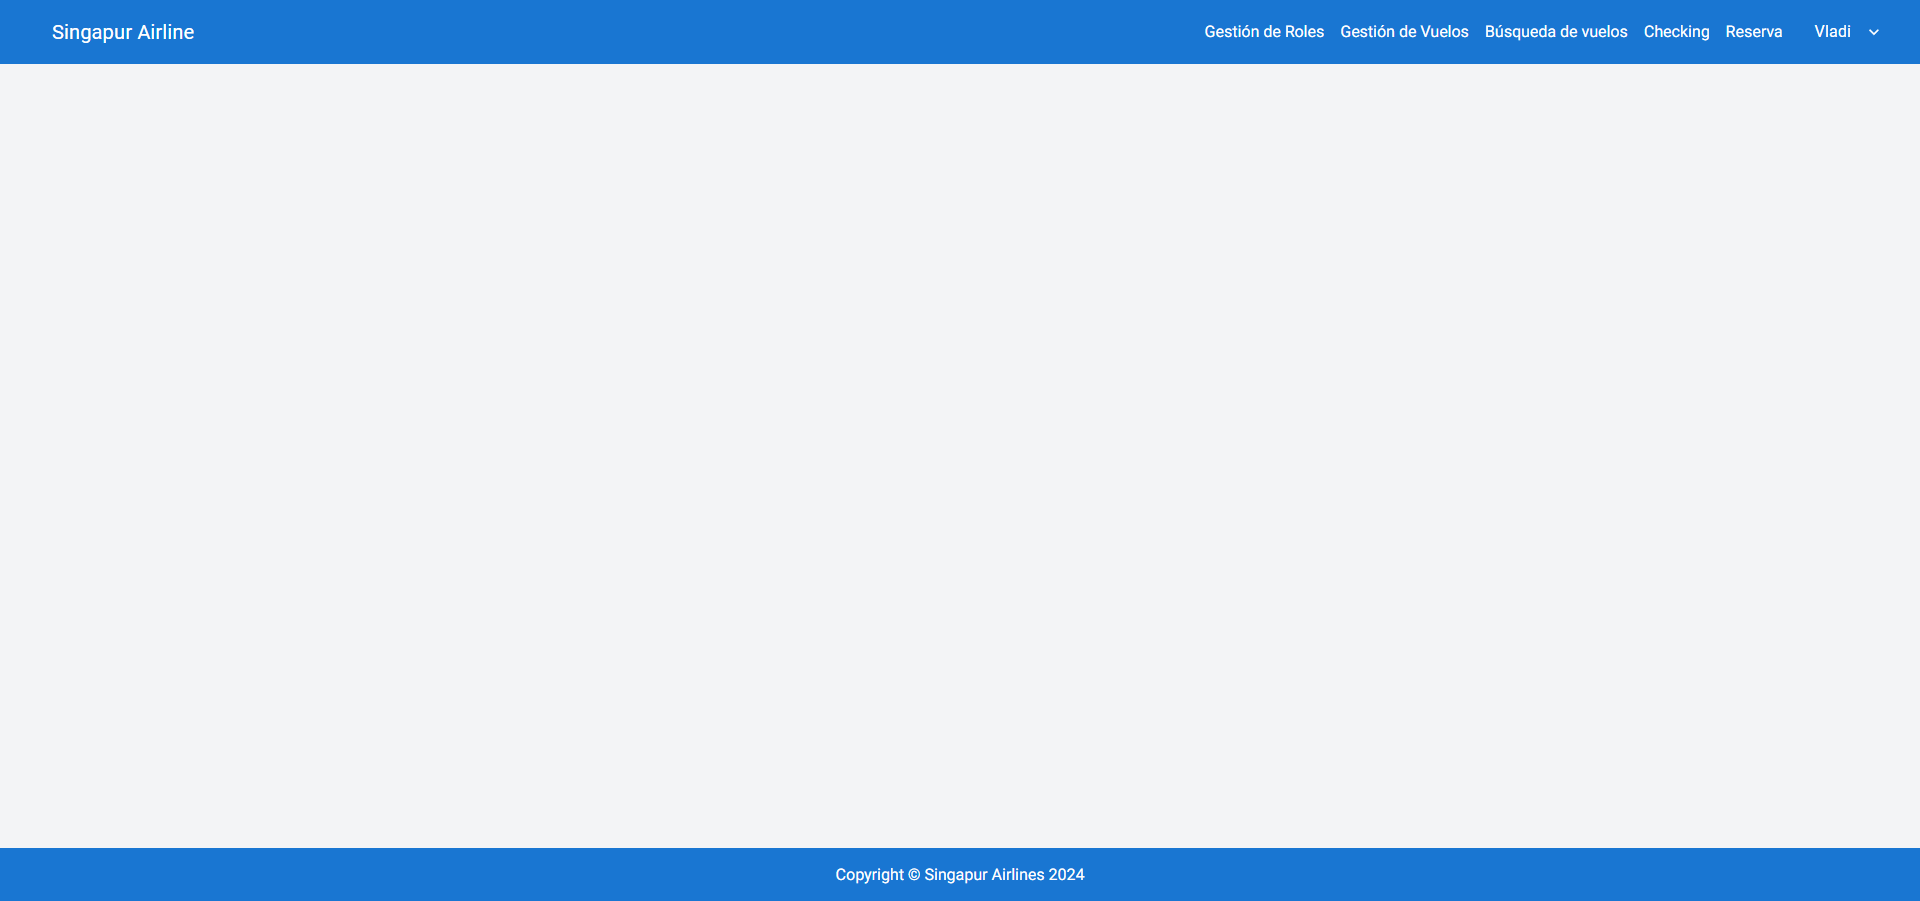 Singapur Airline
Gestión de Roles Gestión de Vuelos Búsqueda de vuelos Checking Reserva Vladi
Copyright © Singapur Airlines 2024